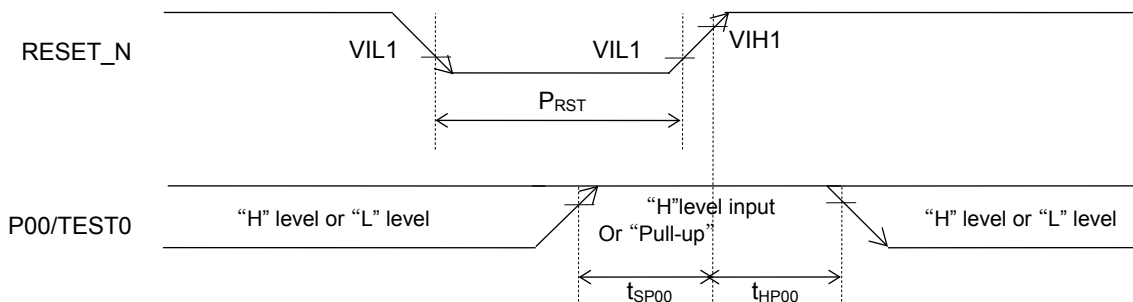 RESET_N
VIL1
VIL1
VIH1
PRST
P00/TEST0
“H” level or “L” level
“H”level input
Or “Pull-up”
“H” level or “L” level
tSP00
tHP00